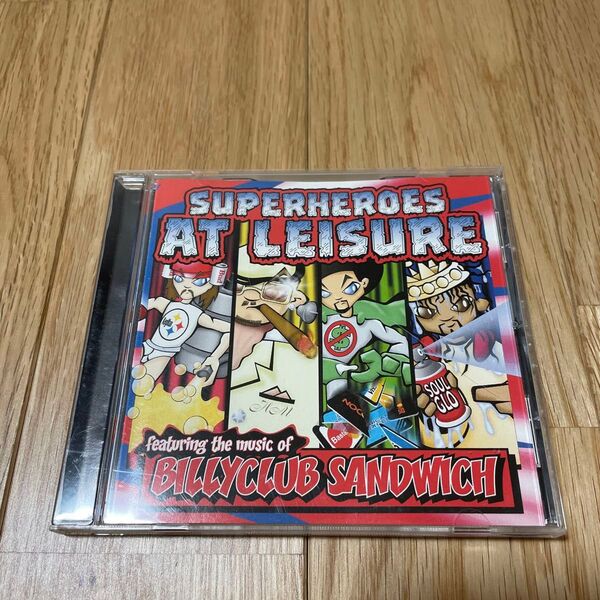 SUPERHEROES
AT LEISURE
SOUL
GLO
featuring the music of
BILLYCLUB SANDWICH